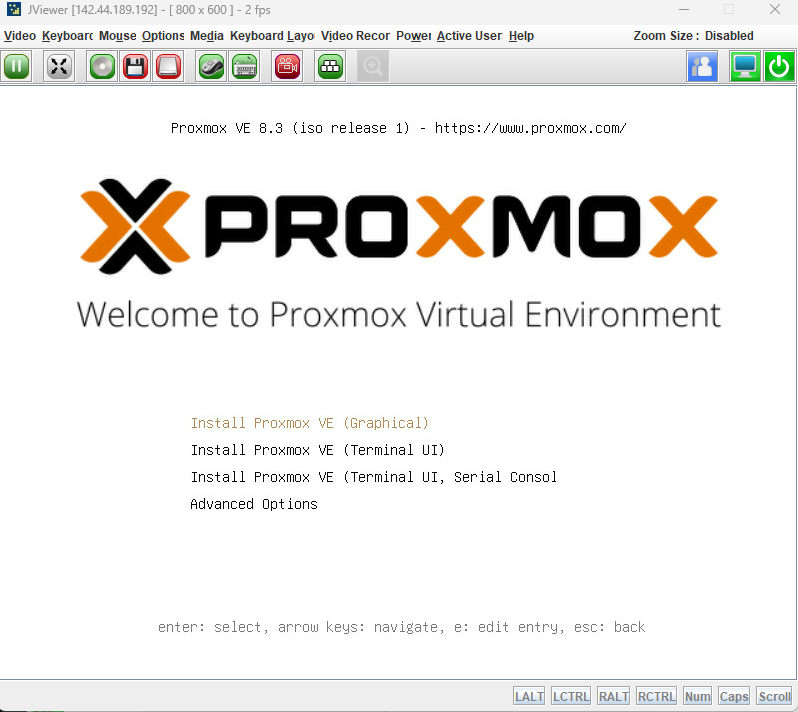 JViewer [142.44.189.192] - [ 800 x 600 ] - 2 fps
Video Keyboard Mouse Options Media Keyboard Layou Video Recor Power Active User Help Zoom Size : Disabled
Proxmox VE 8.3 (iso release 1) - https://www.proxmox.com/
PROXMOX
Welcome to Proxmox Virtual Environment
Install Proxmox VE (Graphical)
Install Proxmox VE (Terminal UI)
Install Proxmox VE (Terminal UI, Serial Consol
Advanced Options
enter: select, arrow keys: navigate, e: edit entry, esc: back
LALT LCTRL RALT RCTRL Num Caps Scroll